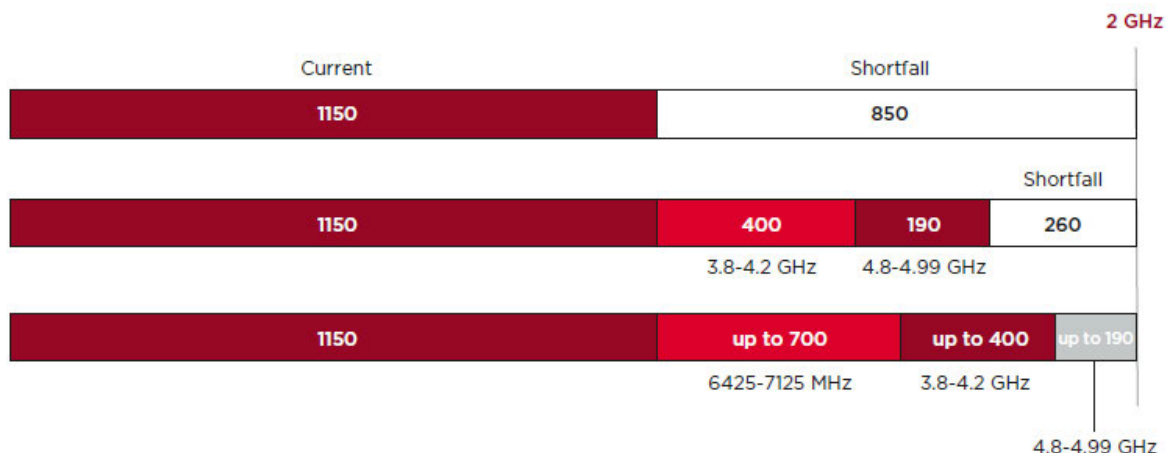 2 GHz
Current Shortfall
1150 850
Shortfall
1150 400 190 260
3.8-4.2 GHz 4.8-4.99 GHz
1150 up to 700 up to 400 up to 190
6425-7125 MHz 3.8-4.2 GHz
4.8-4.99 GHz